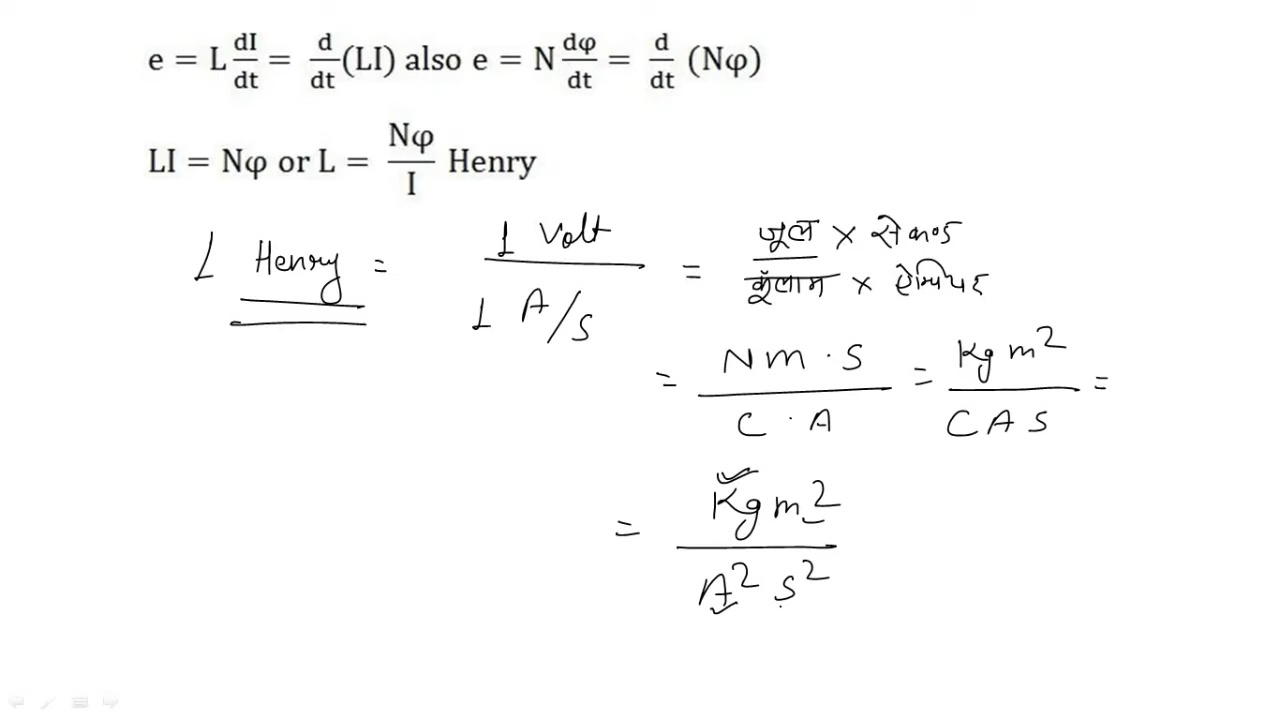 e = L dI/dt = d/dt (LI) also e = N dφ/dt = d/dt (Nφ)
LI = Nφ or L = Nφ/I Henry
1 Henry = 1 Volt / 1 A/s = जूल × सेकण्ड / कूलाम × ऐम्पियर
= N m · s / C · A = Kg m² / C A s =
= Kg m² / A² s²